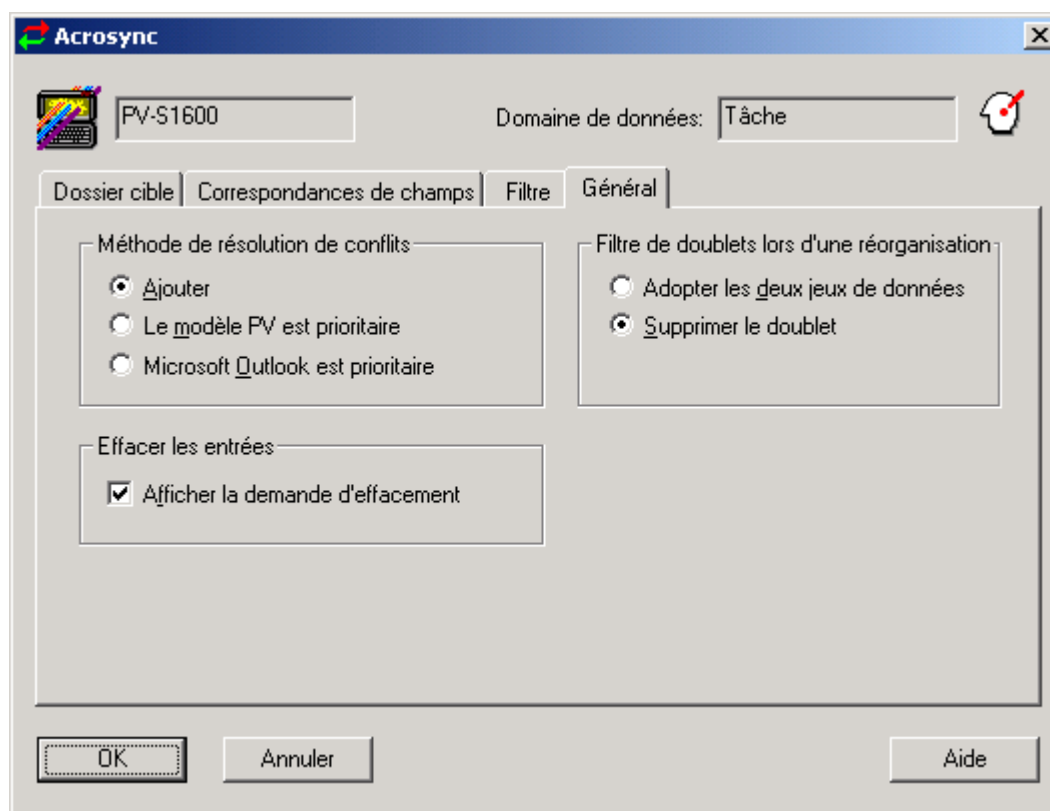 Acrosync
PV-S1600 Domaine de données: Tâche
Dossier cible Correspondances de champs Filtre Général
Méthode de résolution de conflits
Ajouter
Le modèle PV est prioritaire
Microsoft Outlook est prioritaire
Filtre de doublets lors d'une réorganisation
Adopter les deux jeux de données
Supprimer le doublet
Effacer les entrées
Afficher la demande d'effacement
OK Annuler Aide